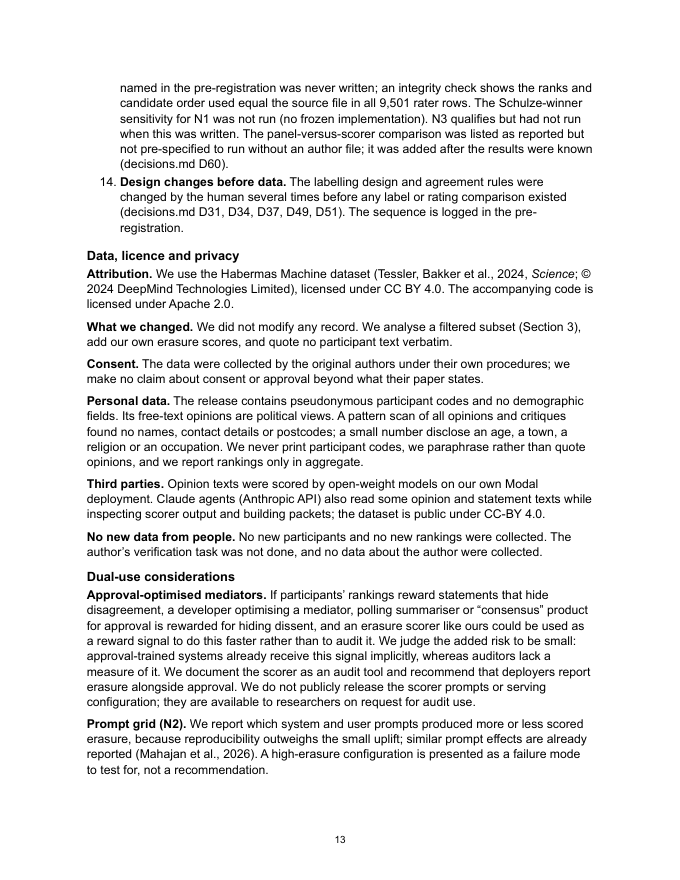 named in the pre-registration was never written; an integrity check shows the ranks and
candidate order used equal the source file in all 9,501 rater rows. The Schulze-winner
sensitivity for N1 was not run (no frozen implementation). N3 qualifies but had not run
when this was written. The panel-versus-scorer comparison was listed as reported but
not pre-specified to run without an author file; it was added after the results were known
(decisions.md D60).
14. Design changes before data. The labelling design and agreement rules were
changed by the human several times before any label or rating comparison existed
(decisions.md D31, D34, D37, D49, D51). The sequence is logged in the pre-
registration.
Data, licence and privacy
Attribution. We use the Habermas Machine dataset (Tessler, Bakker et al., 2024, Science; ©
2024 DeepMind Technologies Limited), licensed under CC BY 4.0. The accompanying code is
licensed under Apache 2.0.
What we changed. We did not modify any record. We analyse a filtered subset (Section 3),
add our own erasure scores, and quote no participant text verbatim.
Consent. The data were collected by the original authors under their own procedures; we
make no claim about consent or approval beyond what their paper states.
Personal data. The release contains pseudonymous participant codes and no demographic
fields. Its free-text opinions are political views. A pattern scan of all opinions and critiques
found no names, contact details or postcodes; a small number disclose an age, a town, a
religion or an occupation. We never print participant codes, we paraphrase rather than quote
opinions, and we report rankings only in aggregate.
Third parties. Opinion texts were scored by open-weight models on our own Modal
deployment. Claude agents (Anthropic API) also read some opinion and statement texts while
inspecting scorer output and building packets; the dataset is public under CC-BY 4.0.
No new data from people. No new participants and no new rankings were collected. The
author’s verification task was not done, and no data about the author were collected.
Dual-use considerations
Approval-optimised mediators. If participants’ rankings reward statements that hide
disagreement, a developer optimising a mediator, polling summariser or “consensus” product
for approval is rewarded for hiding dissent, and an erasure scorer like ours could be used as
a reward signal to do this faster rather than to audit it. We judge the added risk to be small:
approval-trained systems already receive this signal implicitly, whereas auditors lack a
measure of it. We document the scorer as an audit tool and recommend that deployers report
erasure alongside approval. We do not publicly release the scorer prompts or serving
configuration; they are available to researchers on request for audit use.
Prompt grid (N2). We report which system and user prompts produced more or less scored
erasure, because reproducibility outweighs the small uplift; similar prompt effects are already
reported (Mahajan et al., 2026). A high-erasure configuration is presented as a failure mode
to test for, not a recommendation.
13